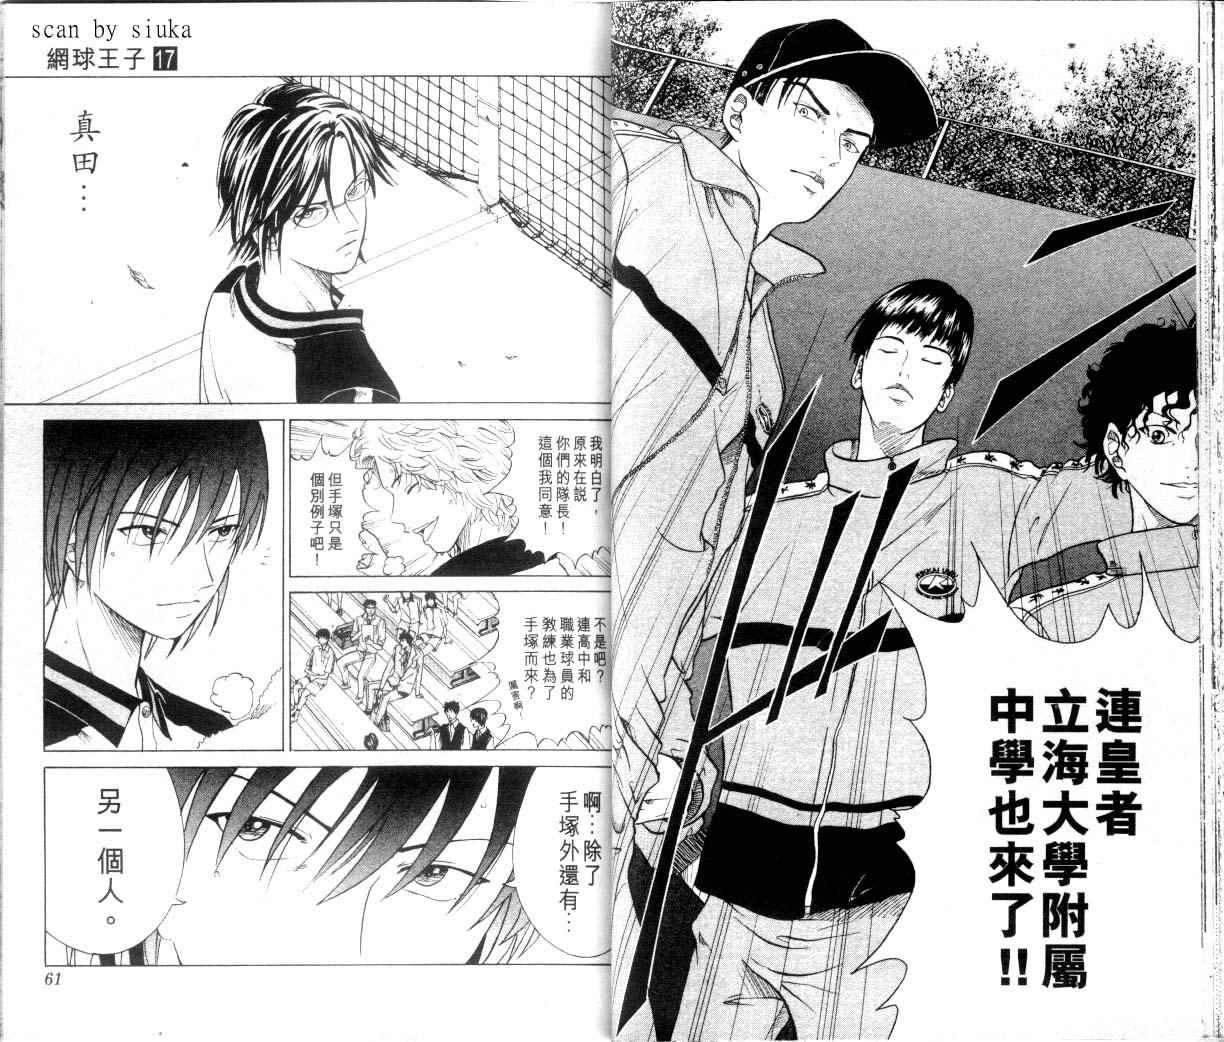 scan by siuka
網球王子 17
連皇者
立海大學附屬
中學也來了!!
真田…
我明白了，
原來在說
你們的隊長！
這個我同意！
但手塚只是
個別例子吧！
不是吧？
連高中和
職業球員的
教練也為了
手塚而來？
厲害啊！
啊…除了
手塚外還有…
另一個人。
61